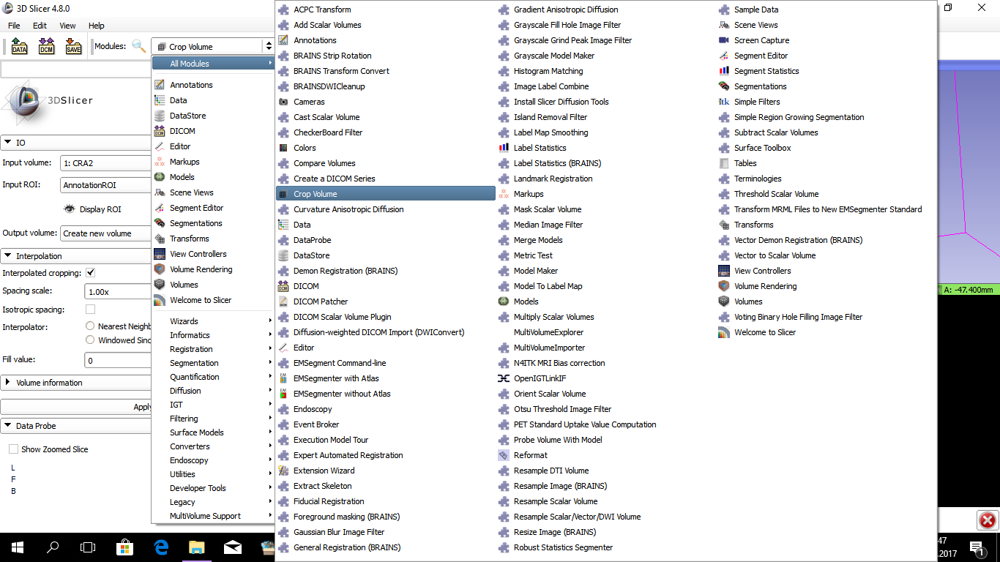 3D Slicer 4.8.0
File Edit View Help
DATA DCM SAVE Modules: Crop Volume
3DSlicer
IO
Input volume: 1: CRA2
Input ROI: AnnotationROI
Display ROI
Output volume: Create new volume
Interpolation
Interpolated cropping:
Spacing scale: 1.00x
Isotropic spacing:
Interpolator: Nearest Neighb
Windowed Sinc
Fill value: 0
Volume information
Apply
Data Probe
Show Zoomed Slice
L
F
B
All Modules
Annotations
Data
DataStore
DICOM
Editor
Markups
Models
Scene Views
Segment Editor
Segmentations
Transforms
View Controllers
Volume Rendering
Volumes
Welcome to Slicer
Wizards
Informatics
Registration
Segmentation
Quantification
Diffusion
IGT
Filtering
Surface Models
Converters
Endoscopy
Utilities
Developer Tools
Legacy
MultiVolume Support
ACPC Transform
Add Scalar Volumes
Annotations
BRAINS Strip Rotation
BRAINS Transform Convert
BRAINSDWICleanup
Cameras
Cast Scalar Volume
CheckerBoard Filter
Colors
Compare Volumes
Create a DICOM Series
Crop Volume
Curvature Anisotropic Diffusion
Data
DataProbe
DataStore
Demon Registration (BRAINS)
DICOM
DICOM Patcher
DICOM Scalar Volume Plugin
Diffusion-weighted DICOM Import (DWIConvert)
Editor
EMSegment Command-line
EMSegmenter with Atlas
EMSegmenter without Atlas
Endoscopy
Event Broker
Execution Model Tour
Expert Automated Registration
Extension Wizard
Extract Skeleton
Fiducial Registration
Foreground masking (BRAINS)
Gaussian Blur Image Filter
General Registration (BRAINS)
Gradient Anisotropic Diffusion
Grayscale Fill Hole Image Filter
Grayscale Grind Peak Image Filter
Grayscale Model Maker
Histogram Matching
Image Label Combine
Install Slicer Diffusion Tools
Island Removal Filter
Label Map Smoothing
Label Statistics
Label Statistics (BRAINS)
Landmark Registration
Markups
Mask Scalar Volume
Median Image Filter
Merge Models
Metric Test
Model Maker
Model To Label Map
Models
Multiply Scalar Volumes
MultiVolumeExplorer
MultiVolumeImporter
N4ITK MRI Bias correction
OpenIGTLinkIF
Orient Scalar Volume
Otsu Threshold Image Filter
PET Standard Uptake Value Computation
Probe Volume With Model
Reformat
Resample DTI Volume
Resample Image (BRAINS)
Resample Scalar Volume
Resample Scalar/Vector/DWI Volume
Resize Image (BRAINS)
Robust Statistics Segmenter
Sample Data
Scene Views
Screen Capture
Segment Editor
Segment Statistics
Segmentations
itk Simple Filters
Simple Region Growing Segmentation
Subtract Scalar Volumes
Surface Toolbox
Tables
Terminologies
Threshold Scalar Volume
Transform MRML Files to New EMSegmenter Standard
Transforms
Vector Demon Registration (BRAINS)
Vector to Scalar Volume
View Controllers
Volume Rendering
Volumes
Voting Binary Hole Filling Image Filter
Welcome to Slicer
A: -47.400mm
47
.2017
1